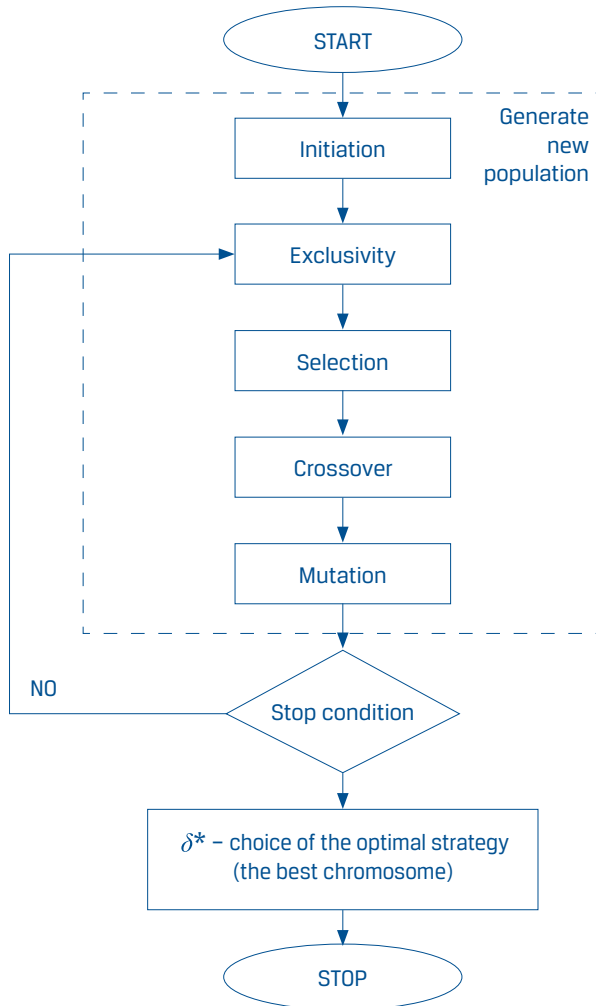 START
Generate
new
population
Initiation
Exclusivity
Selection
Crossover
Mutation
NO
Stop condition
δ* – choice of the optimal strategy
(the best chromosome)
STOP